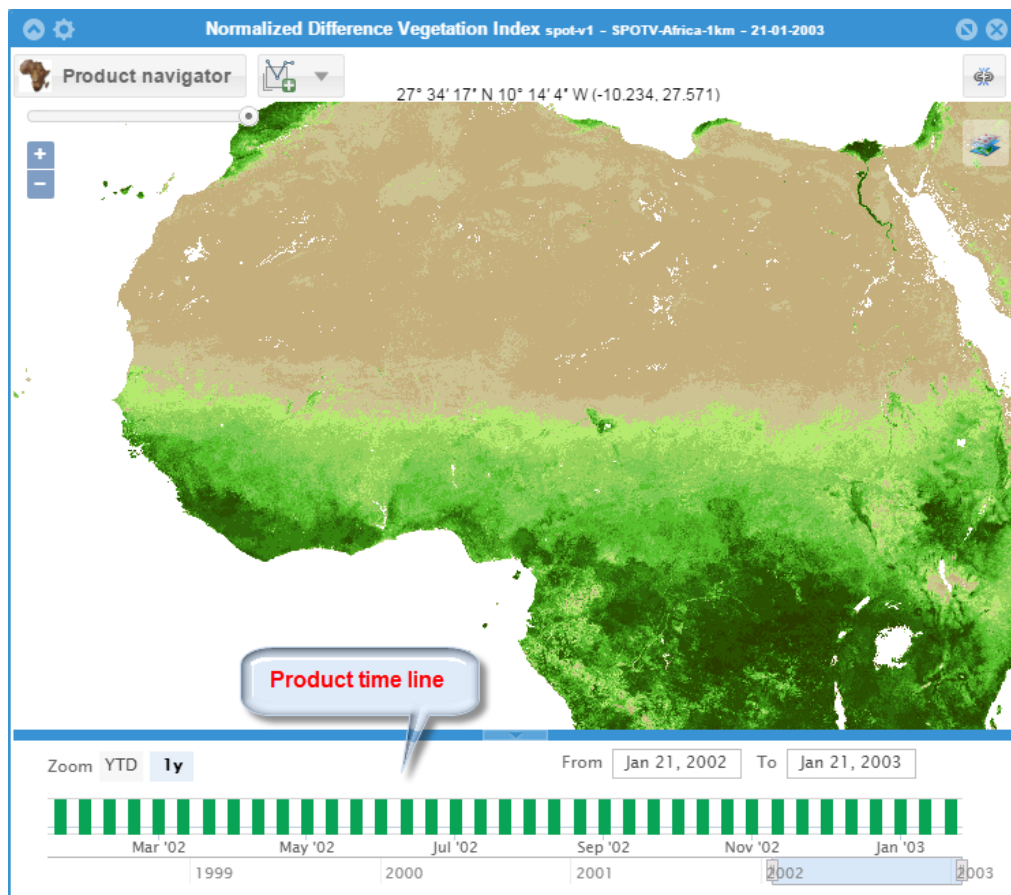 Normalized Difference Vegetation Index spot-v1 - SPOTV-Africa-1km - 21-01-2003
Product navigator
27° 34' 17" N 10° 14' 4" W (-10.234, 27.571)
+
−
Product time line
Zoom YTD 1y From Jan 21, 2002 To Jan 21, 2003
Mar '02 May '02 Jul '02 Sep '02 Nov '02 Jan '03
1999 2000 2001 2002 2003